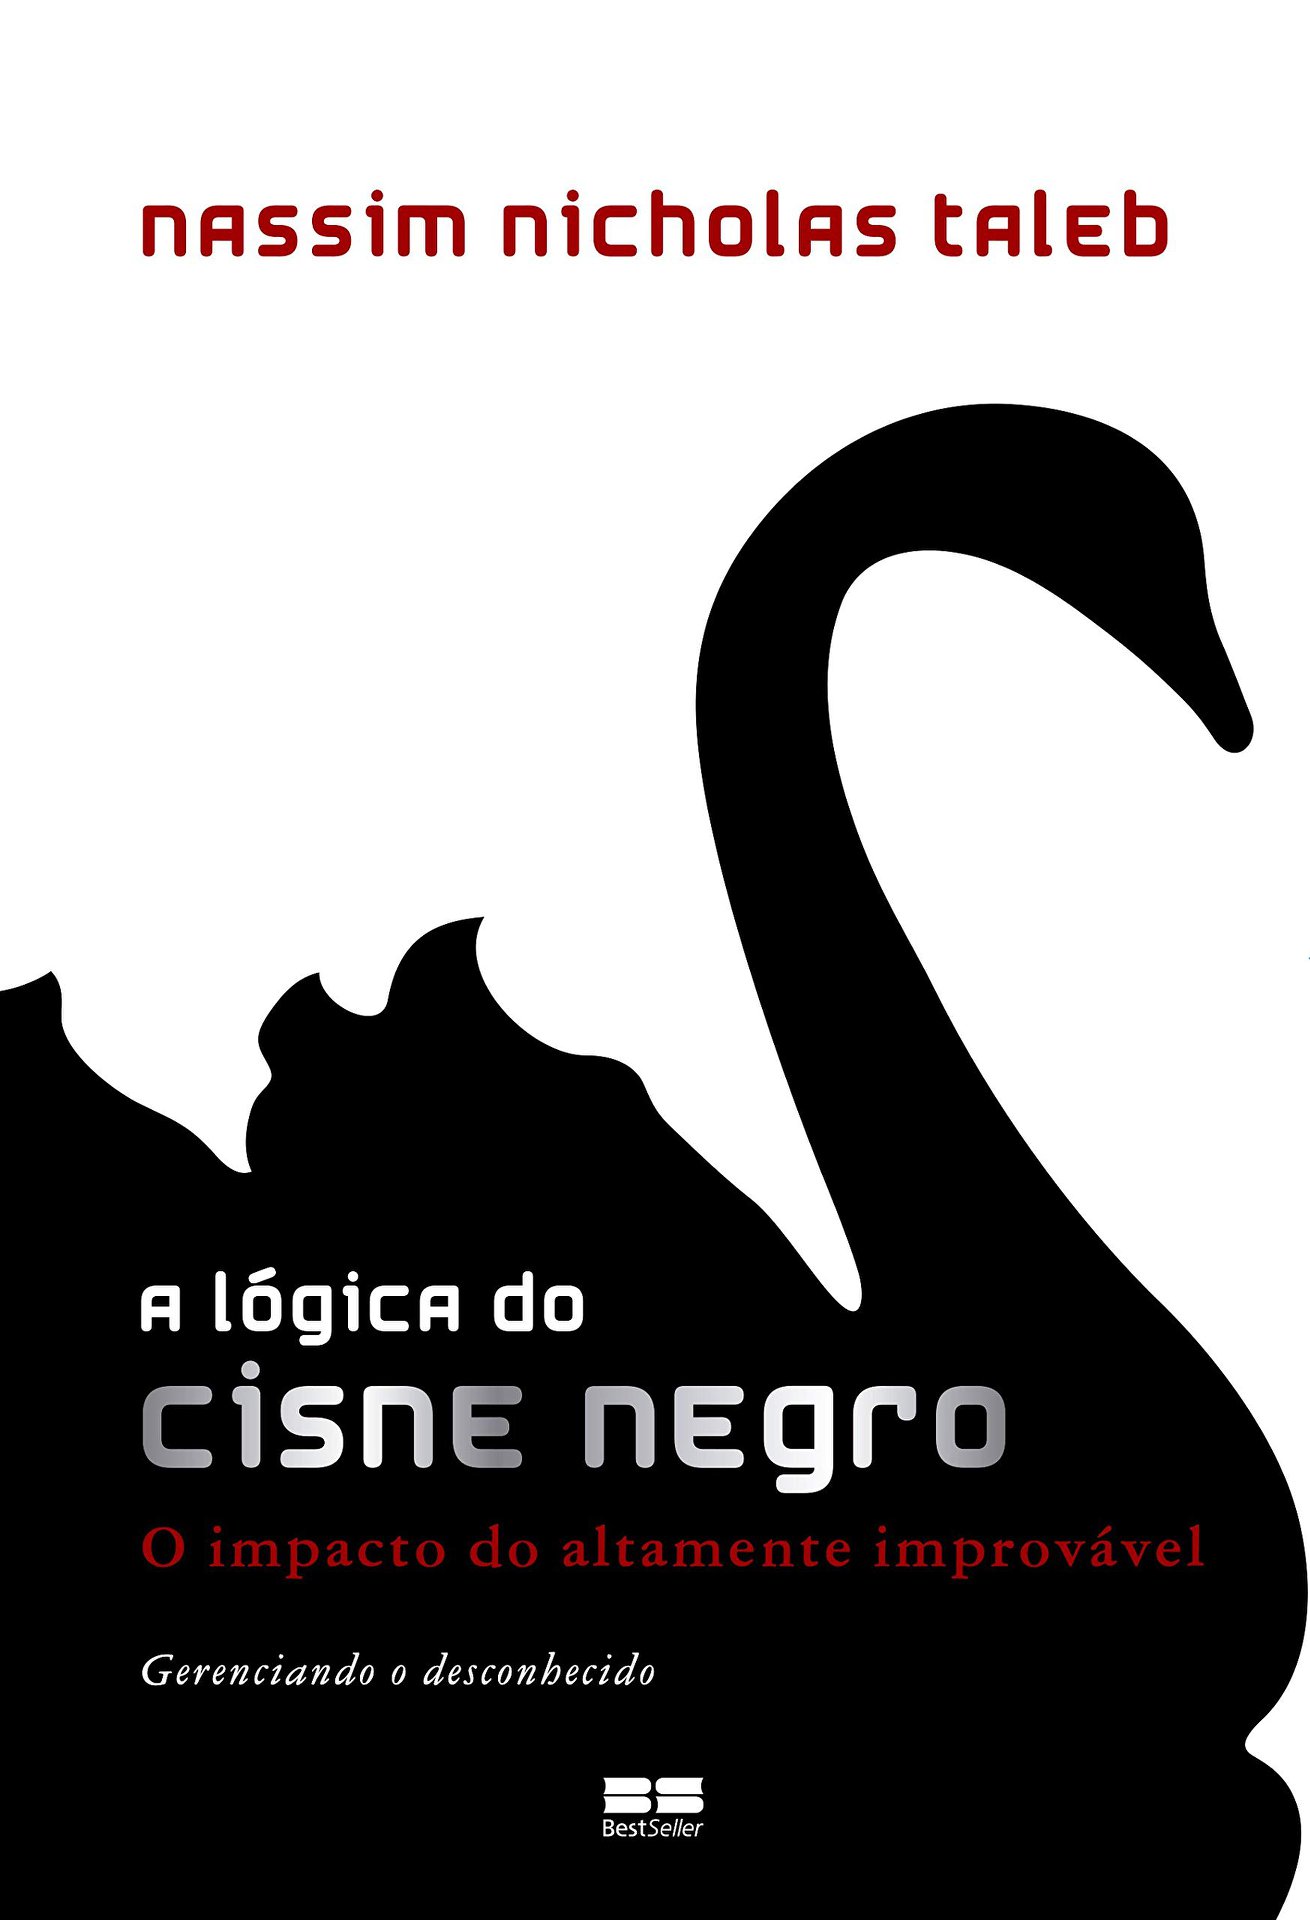 nassim nicholas taleb
a lógica do
cisne negro
O impacto do altamente improvável
Gerenciando o desconhecido
BS
BestSeller